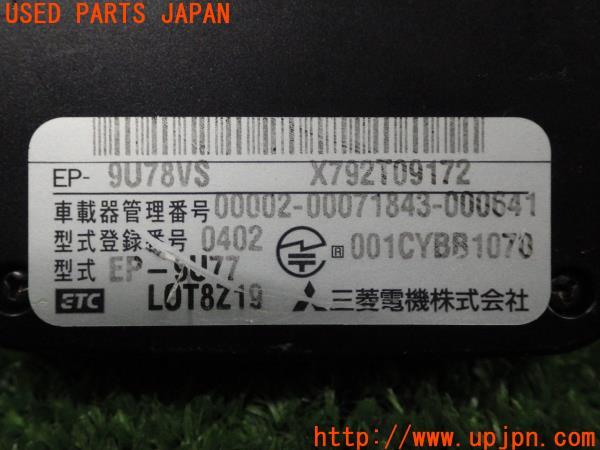 USED PARTS JAPAN
EP- 9U78VS X792T09172
車載器管理番号 00002-00071843-000641
型式登録番号 0402 R 001CYBB1070
型式 EP-9U77
ETC LOT8Z19 三菱電機株式会社
UPJ
http://www.upjpn.com/